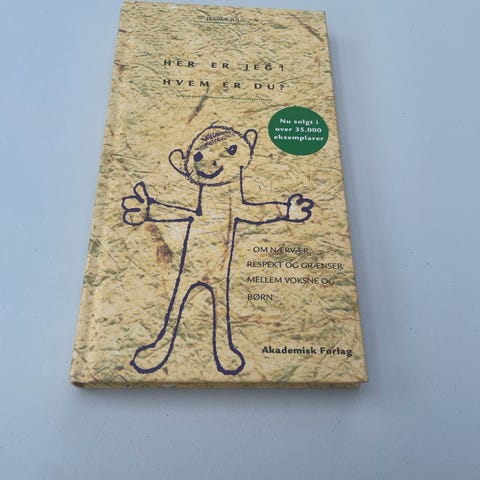 JESPER JUUL
HER ER JEG!
HVEM ER DU?
Nu solgt i
over 35.000
eksemplarer
- OM NÆRVÆR,
RESPEKT OG GRÆNSER
MELLEM VOKSNE OG
BØRN
Akademisk Forlag